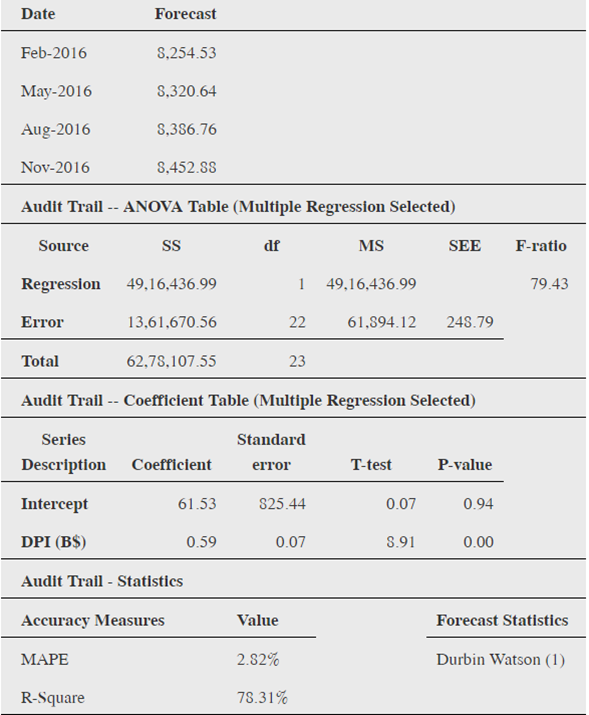 Date Forecast
Feb-2016 8,254.53
May-2016 8,320.64
Aug-2016 8,386.76
Nov-2016 8,452.88
Audit Trail -- ANOVA Table (Multiple Regression Selected)
Source SS df MS SEE F-ratio
Regression 49,16,436.99 1 49,16,436.99 79.43
Error 13,61,670.56 22 61,894.12 248.79
Total 62,78,107.55 23
Audit Trail -- Coefficient Table (Multiple Regression Selected)
Series Standard
Description Coefficient error T-test P-value
Intercept 61.53 825.44 0.07 0.94
DPI (B$) 0.59 0.07 8.91 0.00
Audit Trail - Statistics
Accuracy Measures Value Forecast Statistics
MAPE 2.82% Durbin Watson (1)
R-Square 78.31%